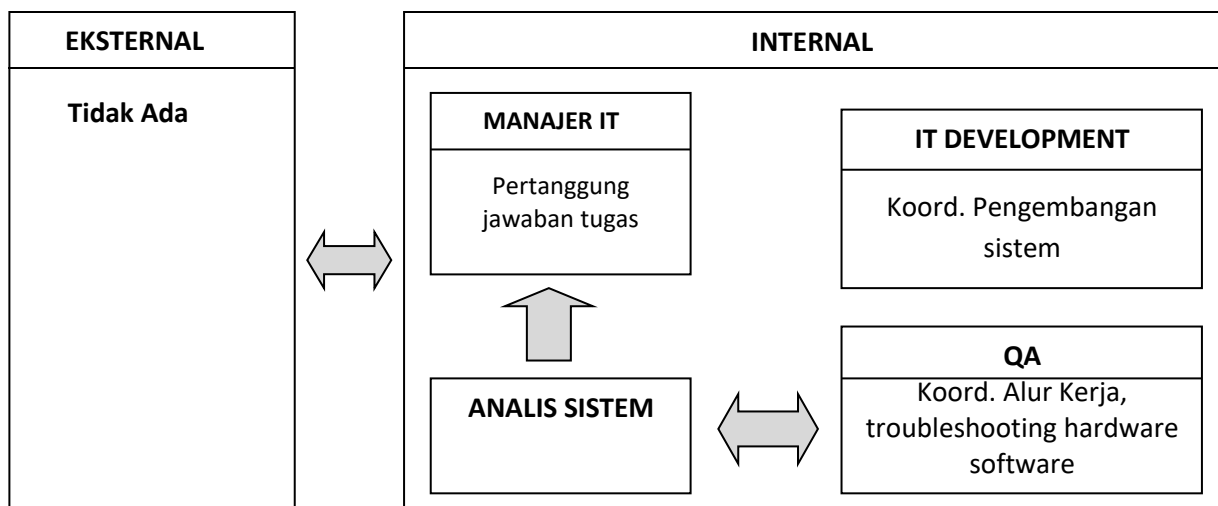 EKSTERNAL
Tidak Ada
INTERNAL
MANAJER IT
Pertanggung
jawaban tugas
IT DEVELOPMENT
Koord. Pengembangan
sistem
ANALIS SISTEM
QA
Koord. Alur Kerja,
troubleshooting hardware
software